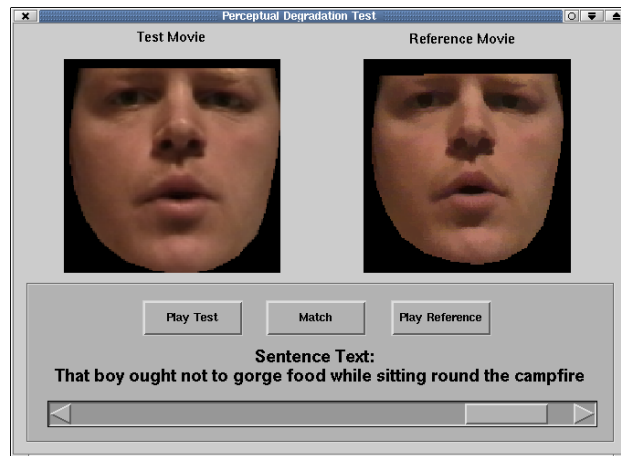 Perceptual Degradation Test
Test Movie
Reference Movie
Play Test
Match
Play Reference
Sentence Text:
That boy ought not to gorge food while sitting round the campfire